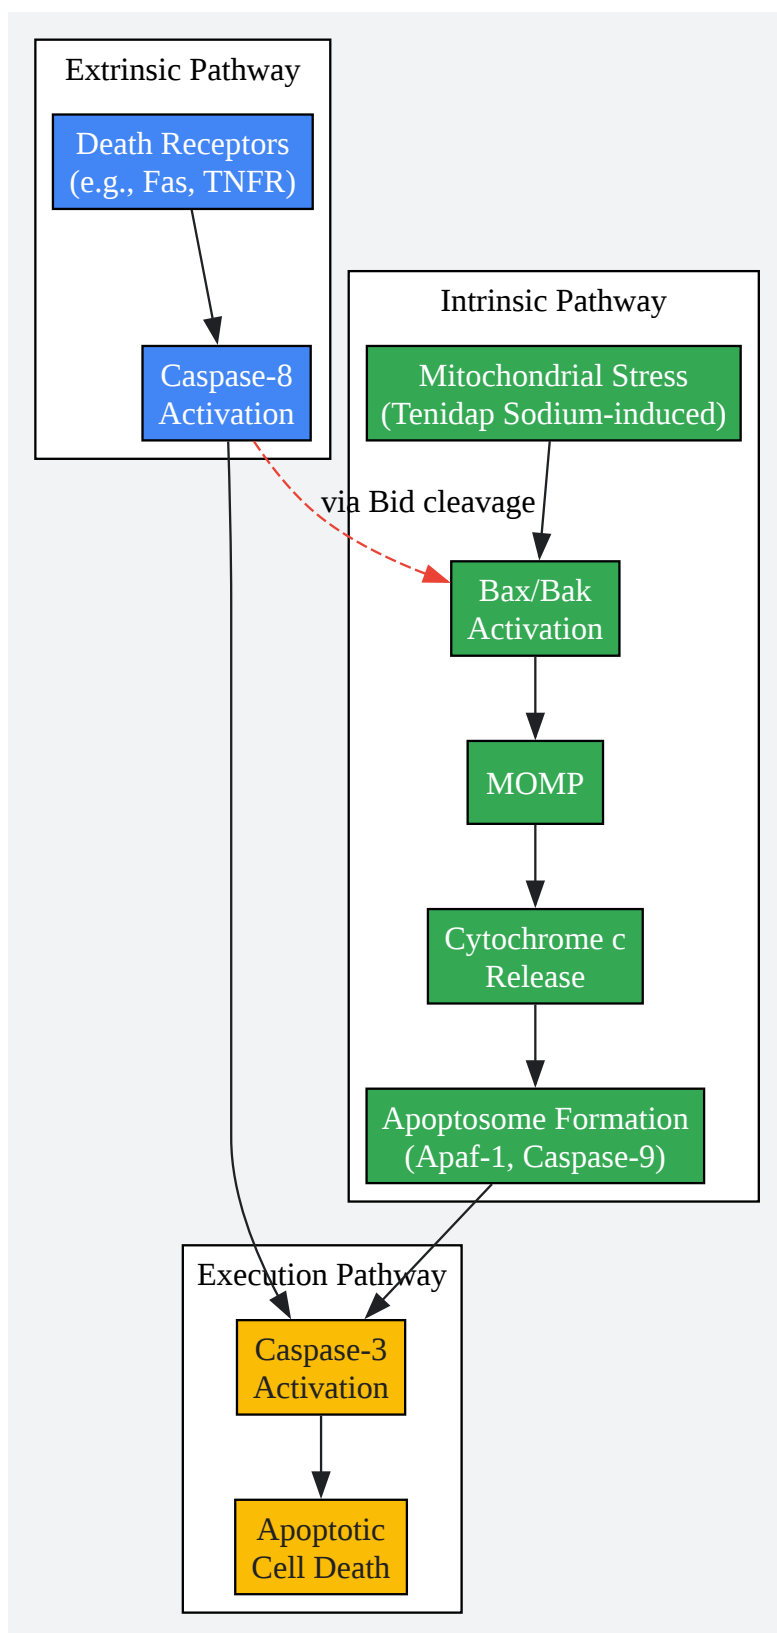 Extrinsic Pathway
Death Receptors
(e.g., Fas, TNFR)
Caspase-8
Activation
Intrinsic Pathway
Mitochondrial Stress
(Tenidap Sodium-induced)
via Bid cleavage
Bax/Bak
Activation
MOMP
Cytochrome c
Release
Apoptosome Formation
(Apaf-1, Caspase-9)
Execution Pathway
Caspase-3
Activation
Apoptotic
Cell Death